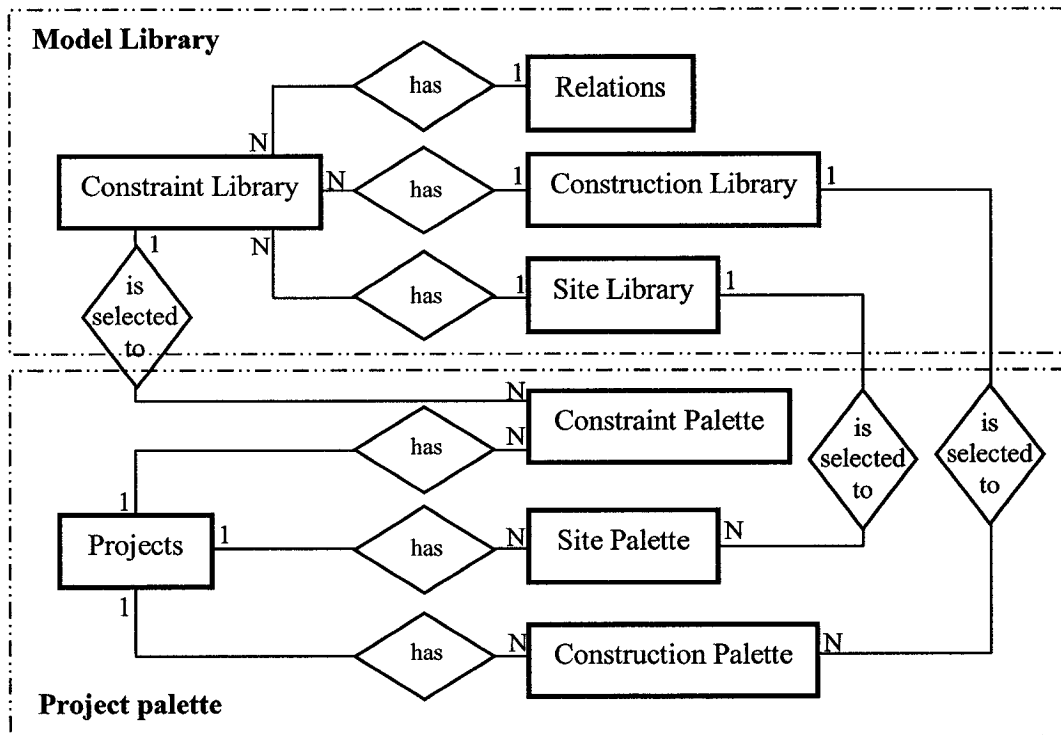 Model Library
has
1
Relations
N
Constraint Library
N
has
1
Construction Library
1
1
N
has
1
Site Library
1
is
selected
to
N
Constraint Palette
has
N
is
selected
to
is
selected
to
1
Projects
1
has
N
Site Palette
N
1
has
N
Construction Palette
N
Project palette